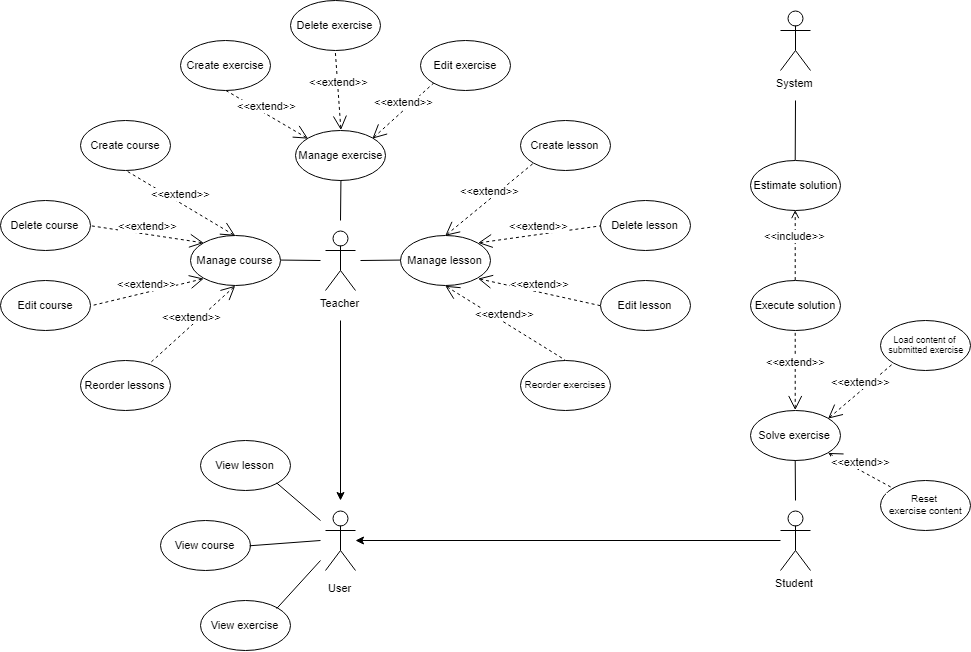 Delete exercise
Create exercise
Edit exercise
<<extend>>
<<extend>>
<<extend>>
System
Create course
Manage exercise
Create lesson
<<extend>>
<<extend>>
Estimate solution
Delete course
<<extend>>
<<extend>>
Delete lesson
<<include>>
Manage course
Manage lesson
Edit course
<<extend>>
Teacher
<<extend>>
Edit lesson
Execute solution
<<extend>>
<<extend>>
Load content of
submitted exercise
<<extend>>
Reorder lessons
Reorder exercises
<<extend>>
Solve exercise
View lesson
<<extend>>
Reset
exercise content
View course
User
Student
View exercise